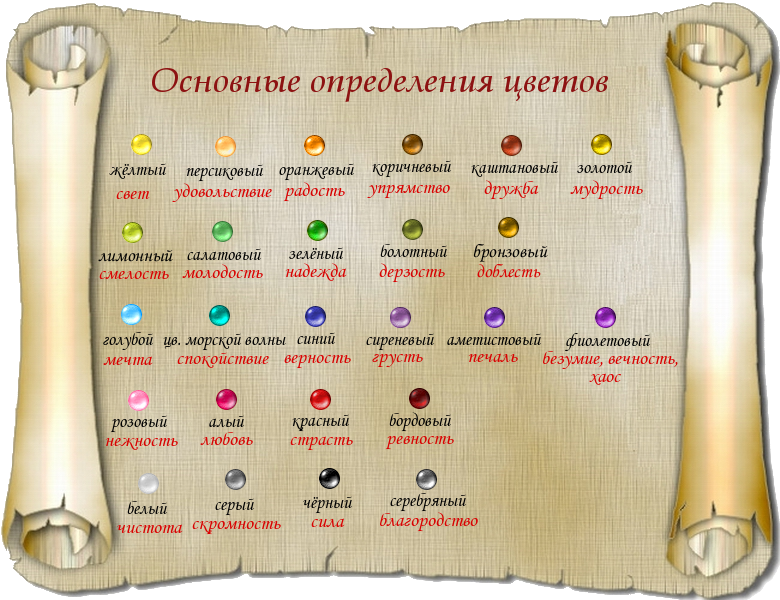 Основные определения цветов
жёлтый персиковый оранжевый коричневый каштановый золотой
свет удовольствие радость упрямство дружба мудрость
лимонный салатовый зелёный болотный бронзовый
смелость молодость надежда дерзость доблесть
голубой цв. морской волны синий сиреневый аметистовый фиолетовый
мечта спокойствие верность грусть печаль безумие, вечность,
хаос
розовый алый красный бордовый
нежность любовь страсть ревность
белый серый чёрный серебряный
чистота скромность сила благородство